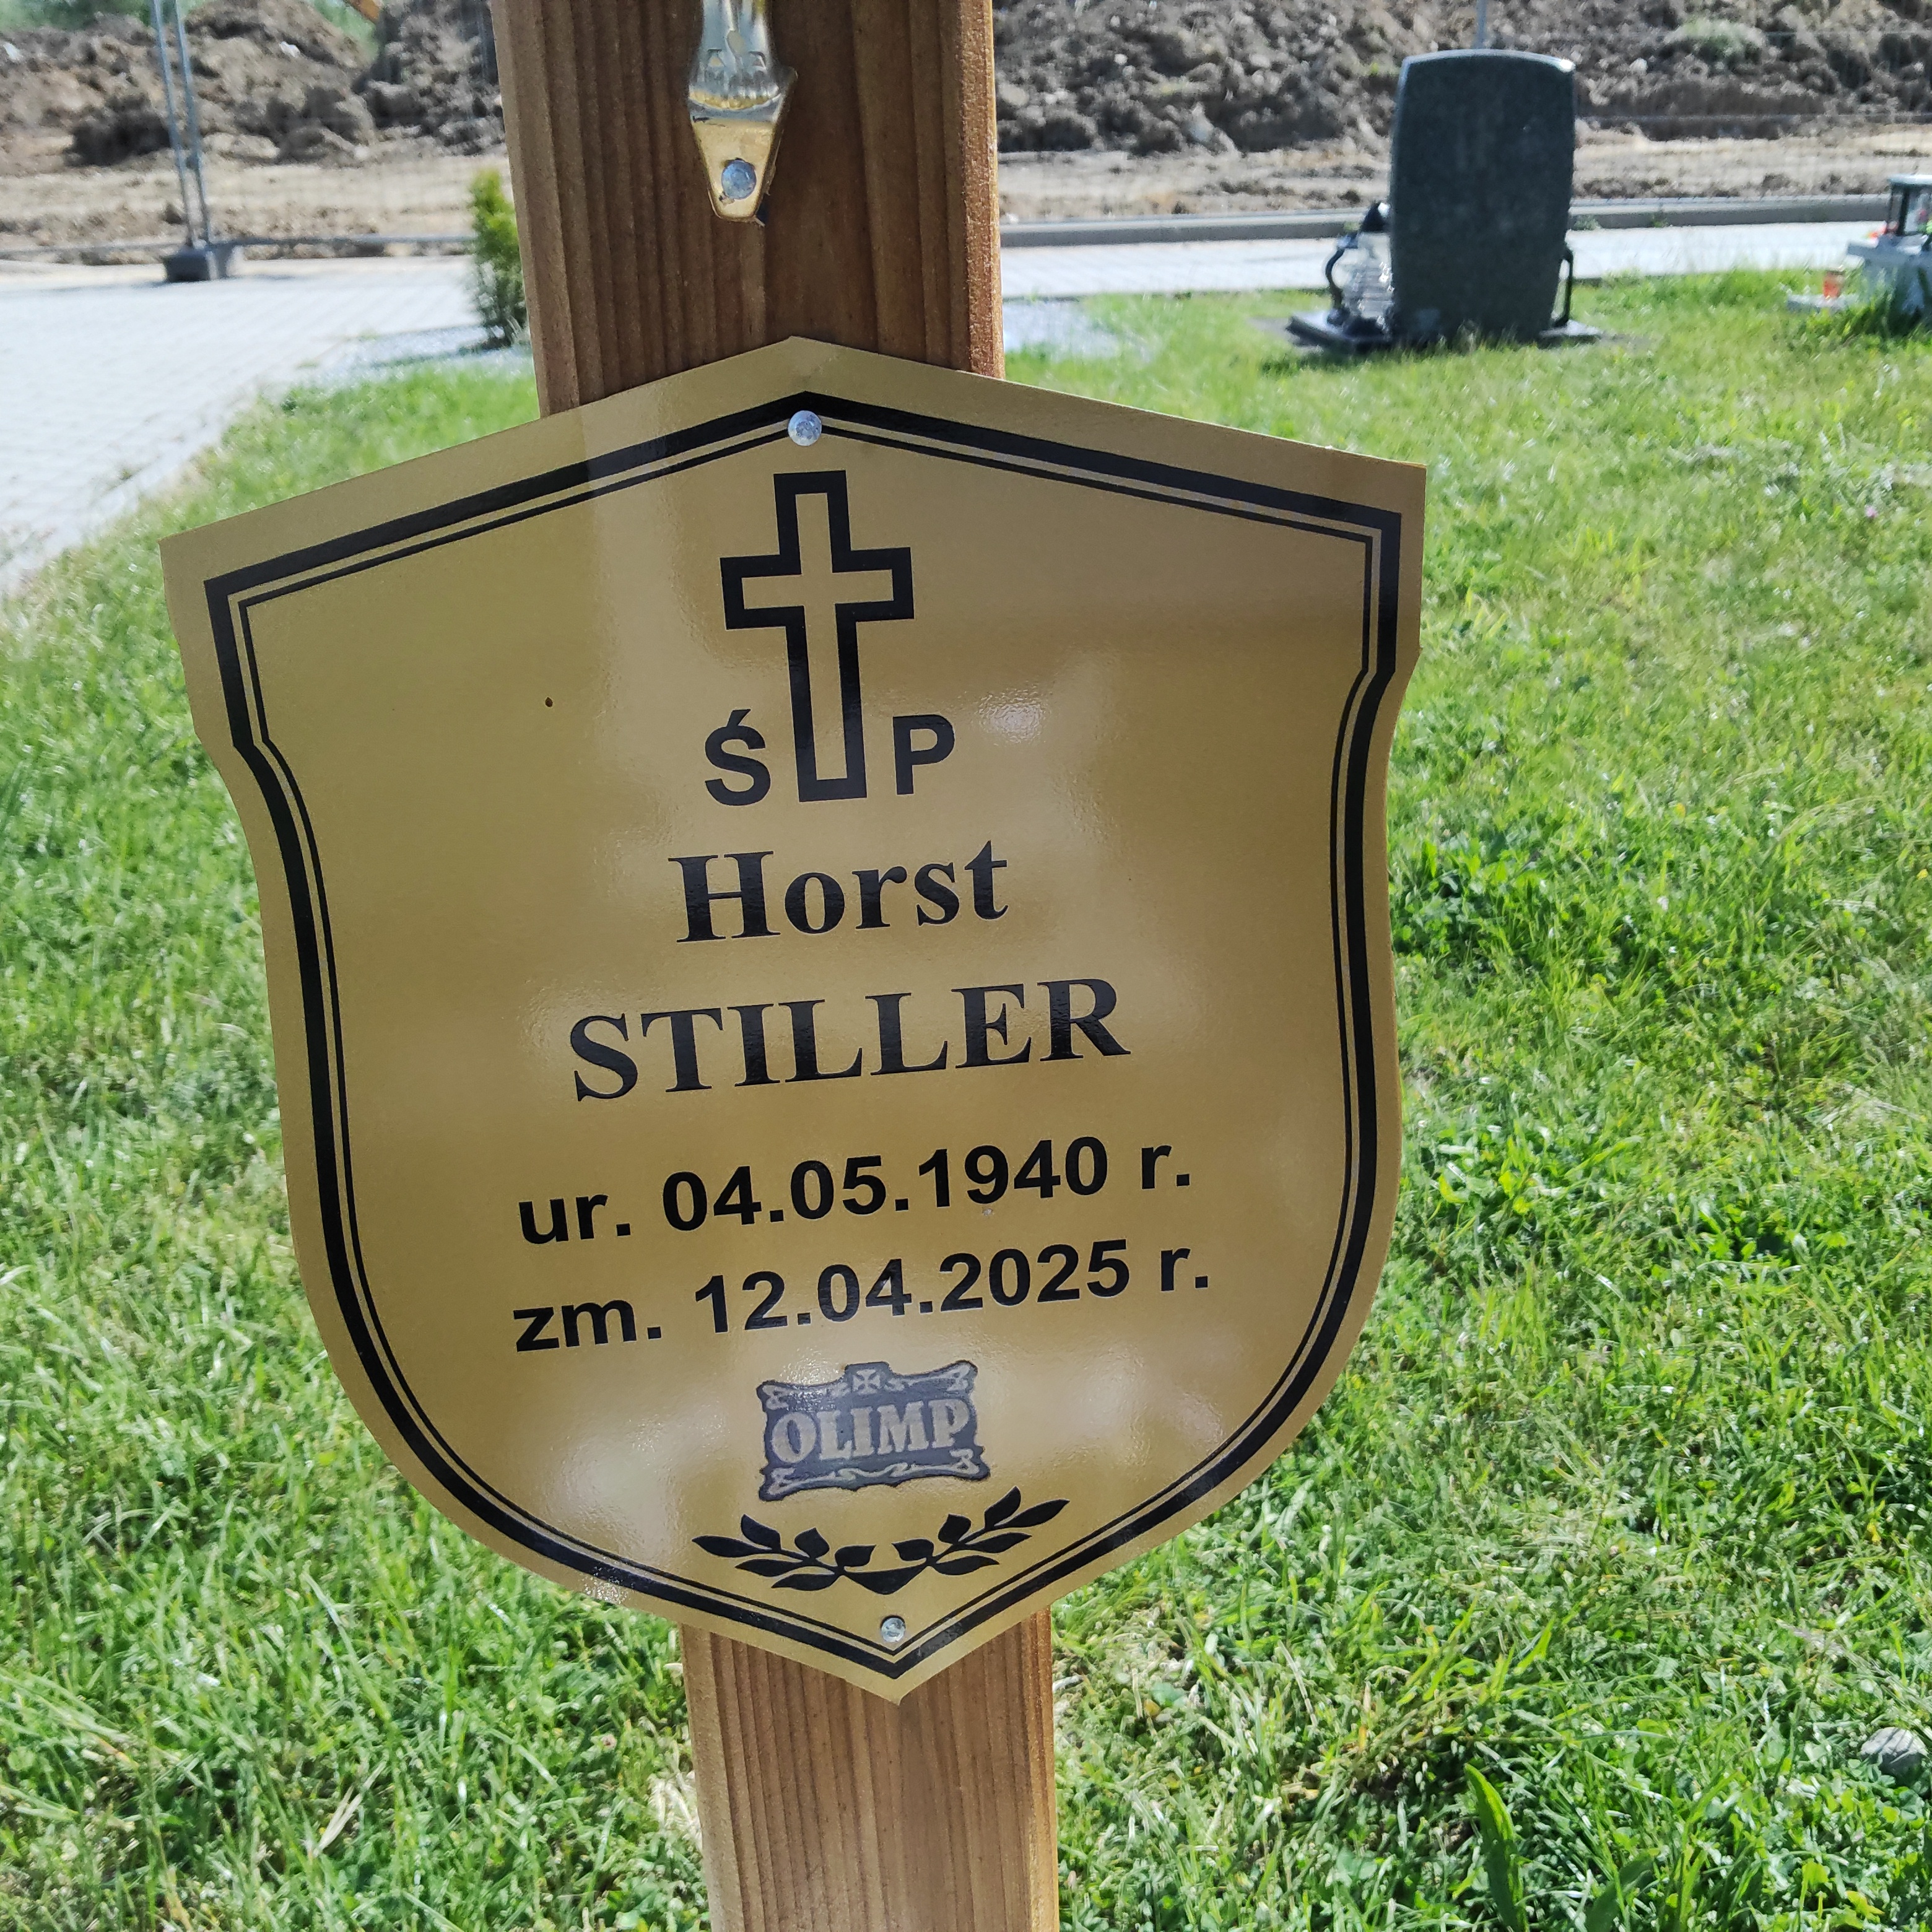 Ś P
Horst
STILLER
ur. 04.05.1940 r.
zm. 12.04.2025 r.
OLIMP